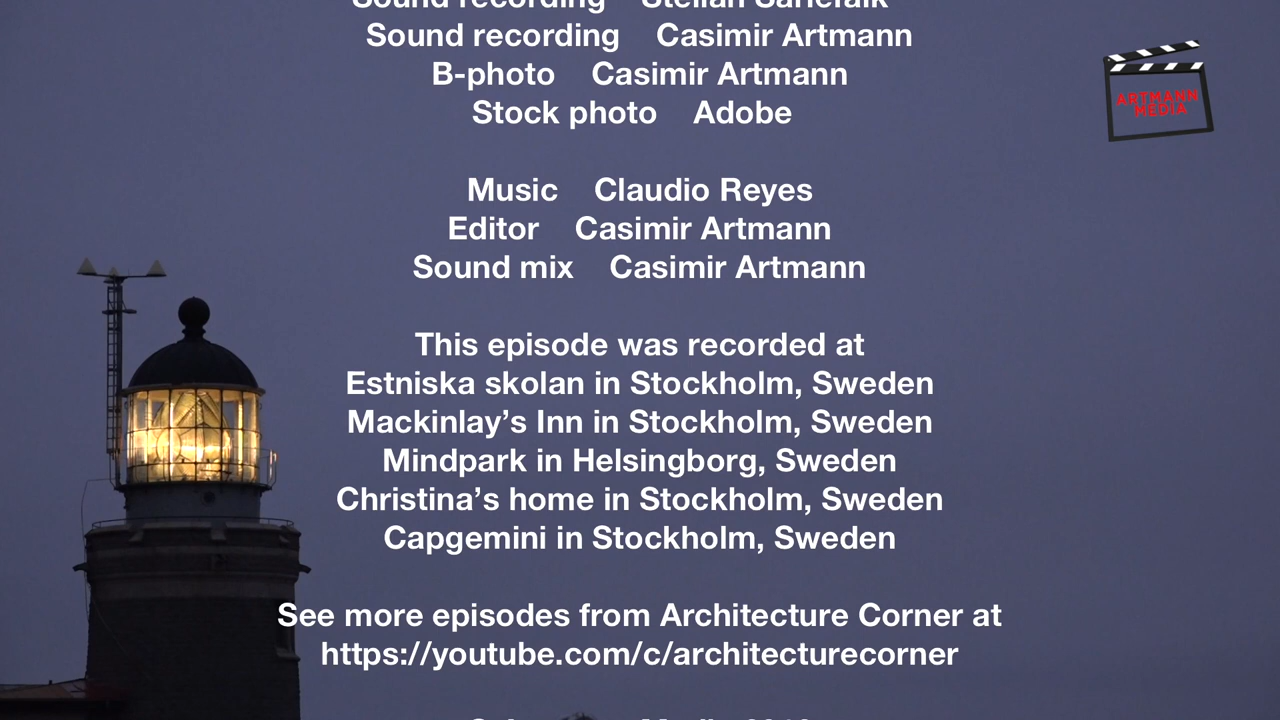 Sound recording Stellan
Sound recording Casimir Artmann
B-photo Casimir Artmann
Stock photo Adobe
ARTMANN
MEDIA
Music Claudio Reyes
Editor Casimir Artmann
Sound mix Casimir Artmann
This episode was recorded at
Estniska skolan in Stockholm, Sweden
Mackinlay’s Inn in Stockholm, Sweden
Mindpark in Helsingborg, Sweden
Christina’s home in Stockholm, Sweden
Capgemini in Stockholm, Sweden
See more episodes from Architecture Corner at
https://youtube.com/c/architecturecorner